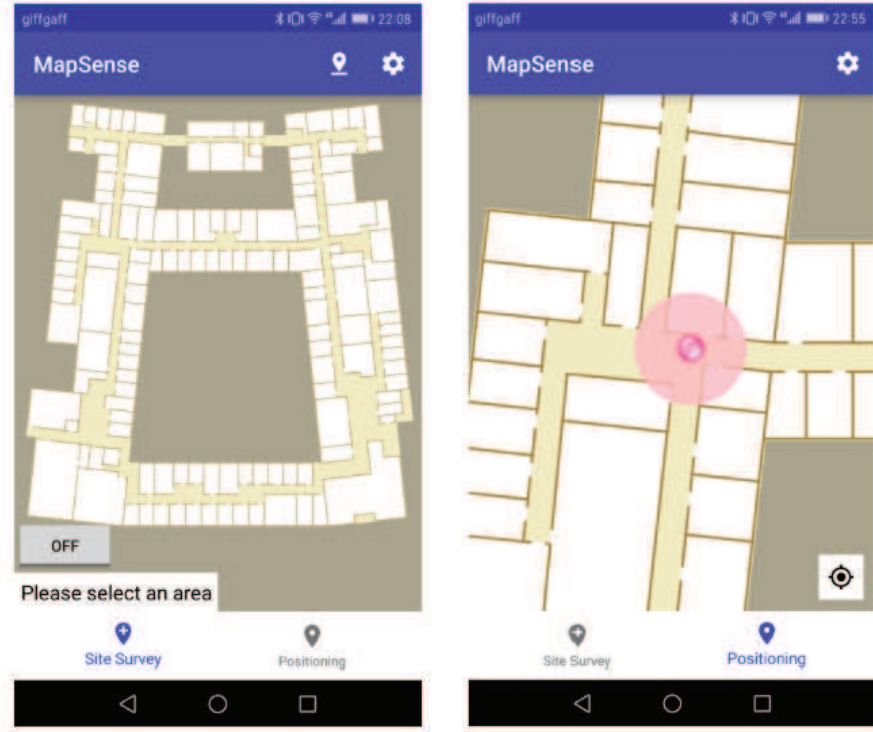 giffgaff 22:08
MapSense
OFF
Please select an area
Site Survey Positioning
giffgaff 22:55
MapSense
Site Survey Positioning